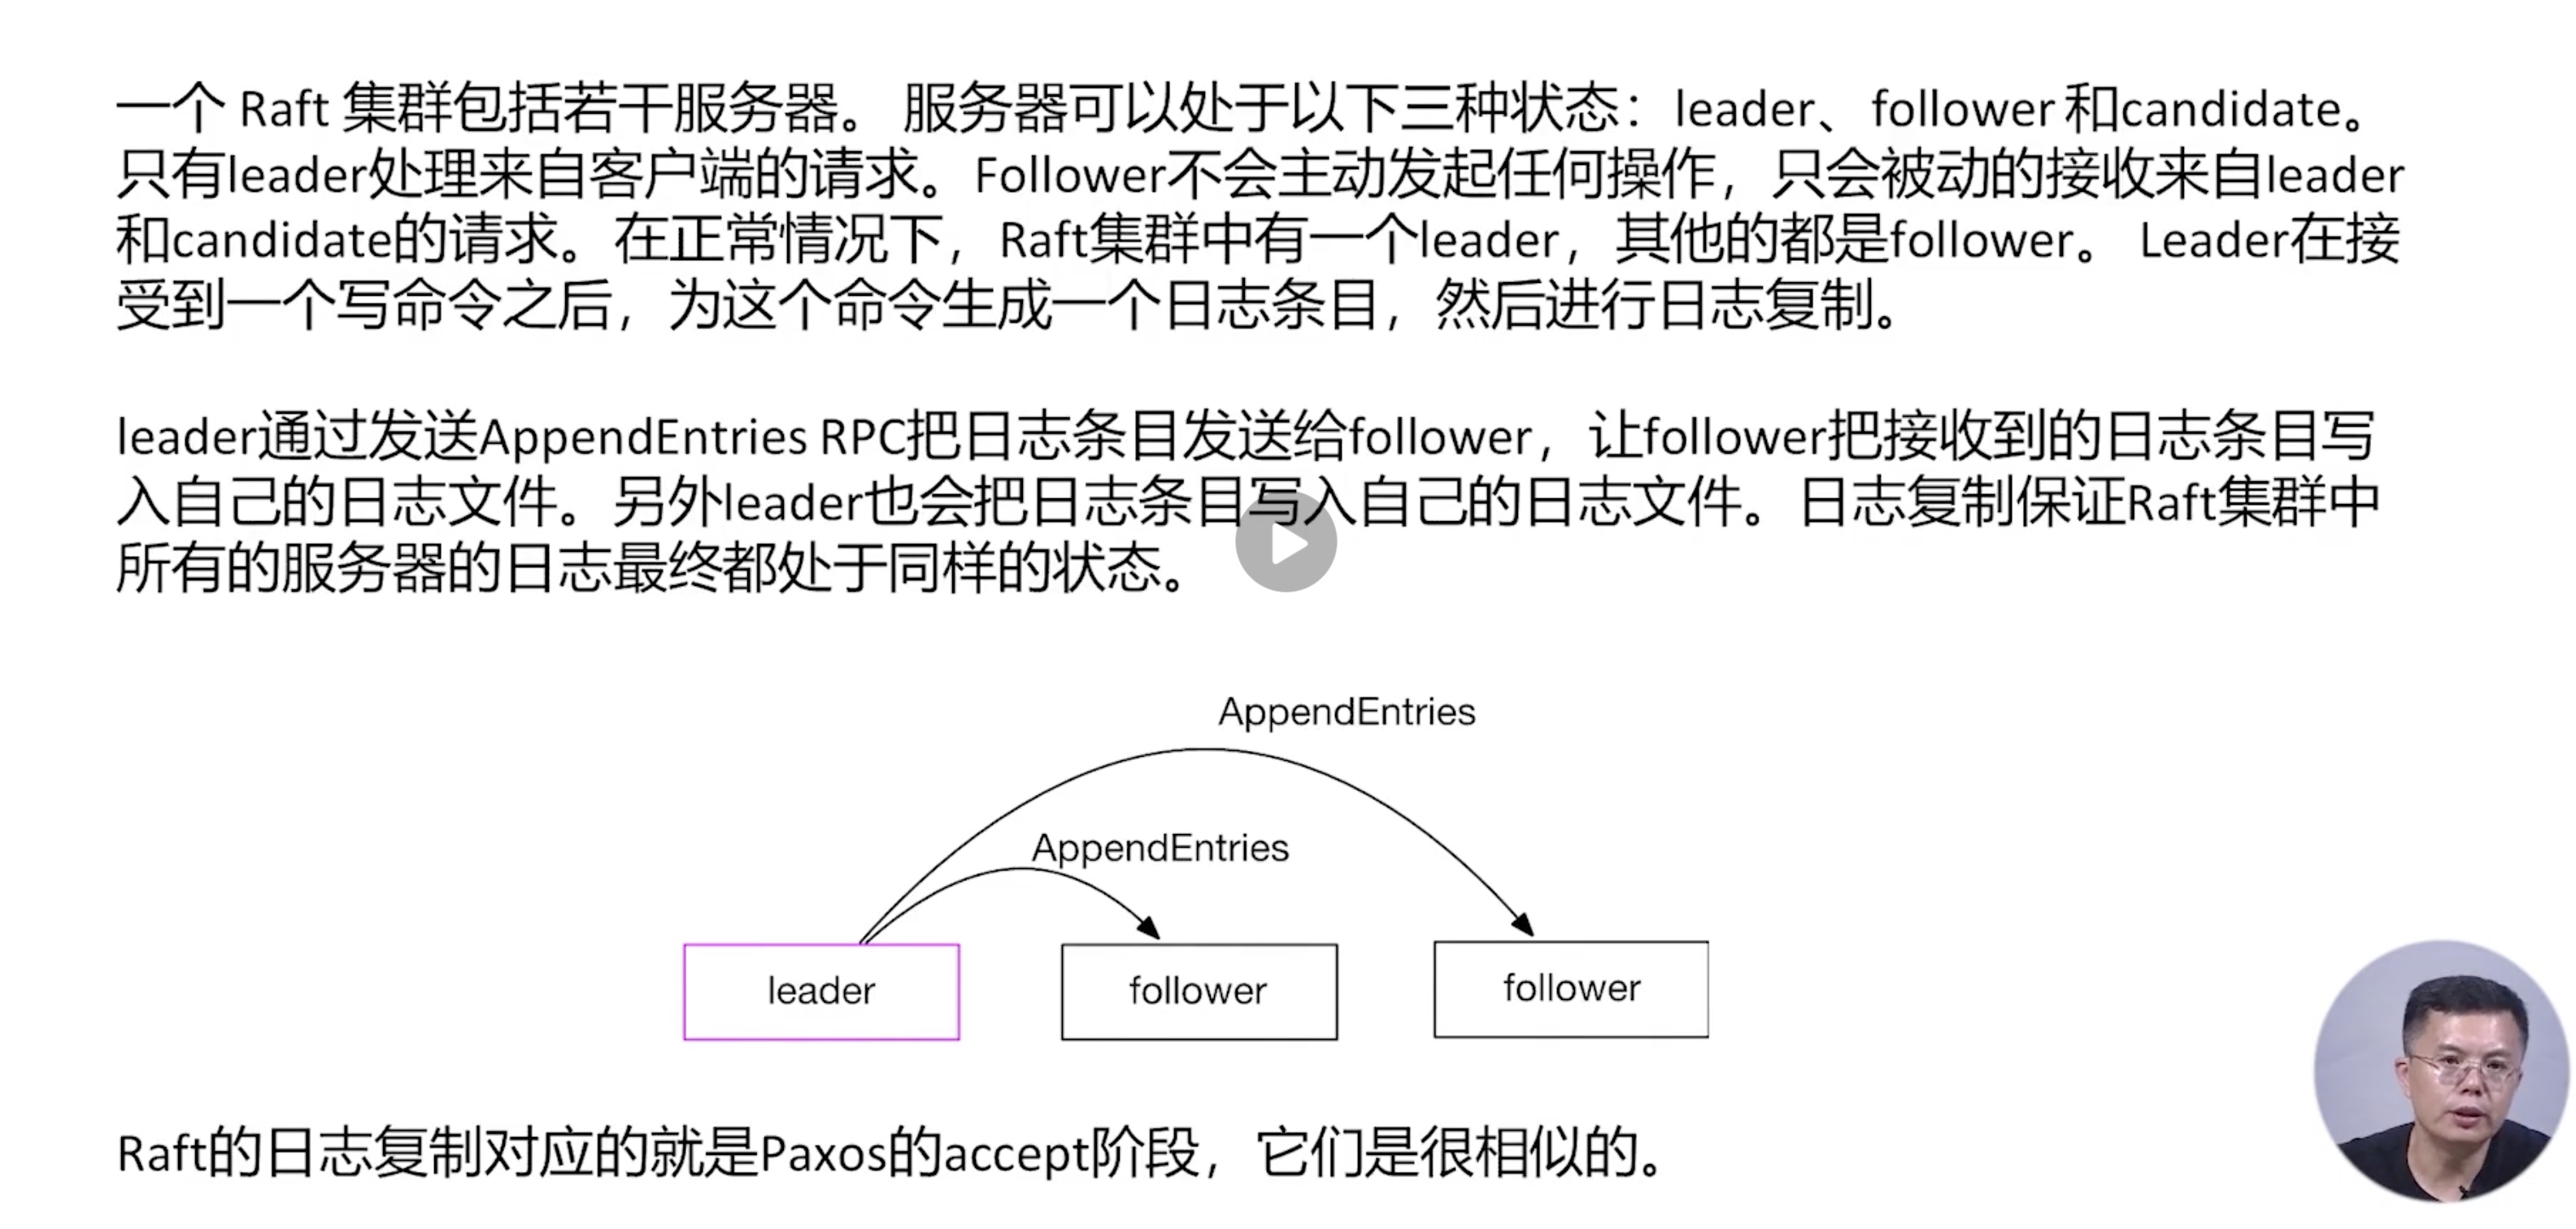 一个 Raft 集群包括若干服务器。 服务器可以处于以下三种状态：leader、follower 和candidate。
只有leader处理来自客户端的请求。Follower不会主动发起任何操作，只会被动的接收来自leader
和candidate的请求。在正常情况下，Raft集群中有一个leader，其他的都是follower。 Leader在接
受到一个写命令之后，为这个命令生成一个日志条目，然后进行日志复制。
leader通过发送AppendEntries RPC把日志条目发送给follower，让follower把接收到的日志条目写
入自己的日志文件。另外leader也会把日志条目写入自己的日志文件。日志复制保证Raft集群中
所有的服务器的日志最终都处于同样的状态。
AppendEntries
AppendEntries
leader
follower
follower
Raft的日志复制对应的就是Paxos的accept阶段，它们是很相似的。